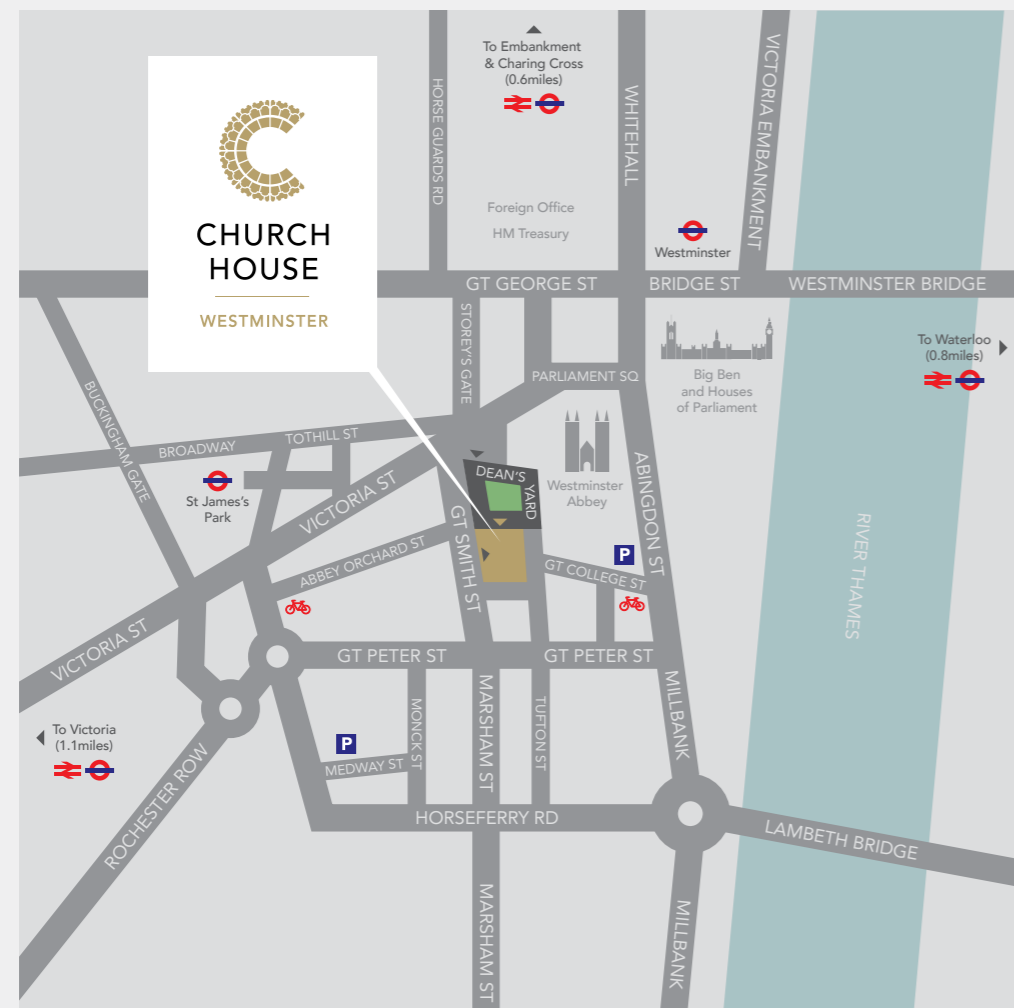 To Embankment
& Charing Cross
(0.6miles)
HORSE GUARDS RD
WHITEHALL
VICTORIA EMBANKMENT
CHURCH
HOUSE
WESTMINSTER
Foreign Office
HM Treasury
Westminster
GT GEORGE ST
BRIDGE ST
WESTMINSTER BRIDGE
STOREY'S GATE
To Waterloo
(0.8miles)
PARLIAMENT SQ
Big Ben
and Houses
of Parliament
BUCKINGHAM GATE
BROADWAY
TOTHILL ST
St James's
Park
VICTORIA ST
DEAN'S
YARD
Westminster
Abbey
ABINGDON ST
GT SMITH ST
ABBEY ORCHARD ST
P
GT COLLEGE ST
RIVER THAMES
VICTORIA ST
GT PETER ST
GT PETER ST
MILLBANK
MARSHAM ST
MONCK ST
TUFTON ST
To Victoria
(1.1miles)
P
MEDWAY ST
ROCHESTER ROW
HORSEFERRY RD
LAMBETH BRIDGE
MARSHAM ST
MILLBANK